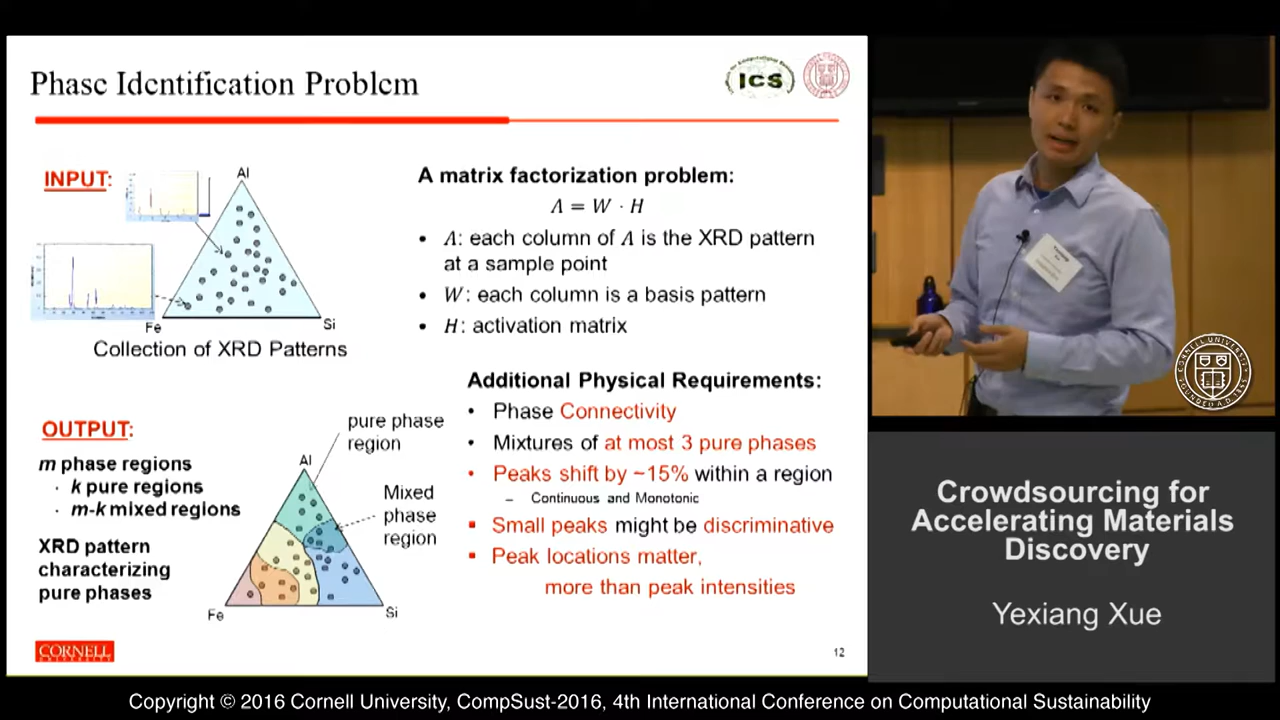 Phase Identification Problem
ICS
INPUT:
Al
Fe
Si
Collection of XRD Patterns
A matrix factorization problem:
Λ = W · H
• Λ: each column of Λ is the XRD pattern
at a sample point
• W: each column is a basis pattern
• H: activation matrix
OUTPUT:
m phase regions
· k pure regions
· m-k mixed regions
XRD pattern
characterizing
pure phases
pure phase
region
Al
Mixed
phase
region
Fe
Si
Additional Physical Requirements:
• Phase Connectivity
• Mixtures of at most 3 pure phases
• Peaks shift by ~15% within a region
– Continuous and Monotonic
▪ Small peaks might be discriminative
▪ Peak locations matter,
more than peak intensities
CORNELL
12
CORNELL UNIVERSITY
FOUNDED A.D. 1865
Crowdsourcing for
Accelerating Materials
Discovery
Yexiang Xue
Copyright © 2016 Cornell University, CompSust-2016, 4th International Conference on Computational Sustainability